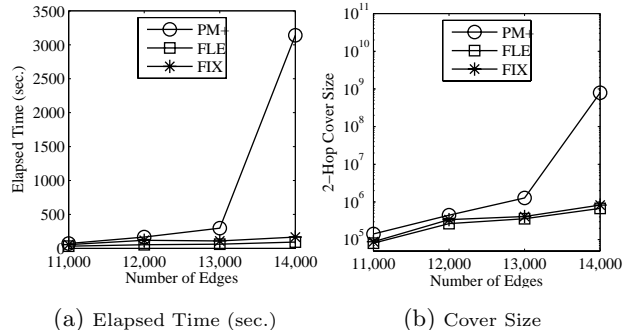 3500
3000
2500
2000
1500
1000
500
0
Elapsed Time (sec.)
PM+
FLE
FIX
11,000 12,000 13,000 14,000
Number of Edges
(a) Elapsed Time (sec.)
10^11
10^10
10^9
10^8
10^7
10^6
10^5
2-Hop Cover Size
PM+
FLE
FIX
11,000 12,000 13,000 14,000
Number of Edges
(b) Cover Size